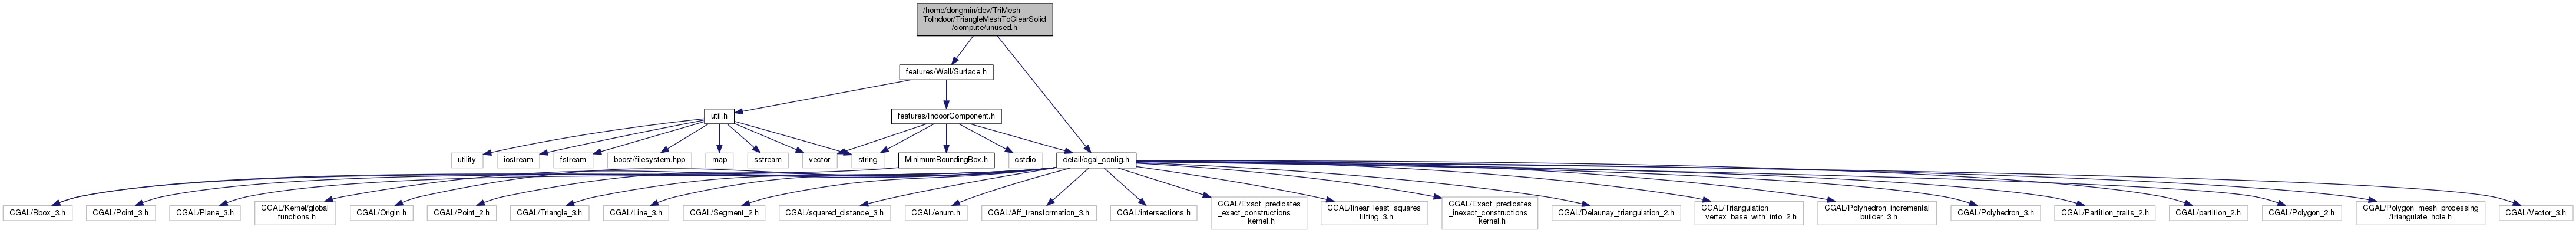 /home/dongmin/dev/TriMesh
ToIndoor/TriangleMeshToClearSolid
/compute/unused.h
features/Wall/Surface.h
util.h
features/IndoorComponent.h
utility
iostream
fstream
boost/filesystem.hpp
map
sstream
vector
string
MinimumBoundingBox.h
cstdio
detail/cgal_config.h
CGAL/Bbox_3.h
CGAL/Point_3.h
CGAL/Plane_3.h
CGAL/Kernel/global
_functions.h
CGAL/Origin.h
CGAL/Point_2.h
CGAL/Triangle_3.h
CGAL/Line_3.h
CGAL/Segment_2.h
CGAL/squared_distance_3.h
CGAL/enum.h
CGAL/Aff_transformation_3.h
CGAL/intersections.h
CGAL/Exact_predicates
_exact_constructions
_kernel.h
CGAL/linear_least_squares
_fitting_3.h
CGAL/Exact_predicates
_inexact_constructions
_kernel.h
CGAL/Delaunay_triangulation_2.h
CGAL/Triangulation
_vertex_base_with_info_2.h
CGAL/Polyhedron_incremental
_builder_3.h
CGAL/Polyhedron_3.h
CGAL/Partition_traits_2.h
CGAL/partition_2.h
CGAL/Polygon_2.h
CGAL/Polygon_mesh_processing
/triangulate_hole.h
CGAL/Vector_3.h